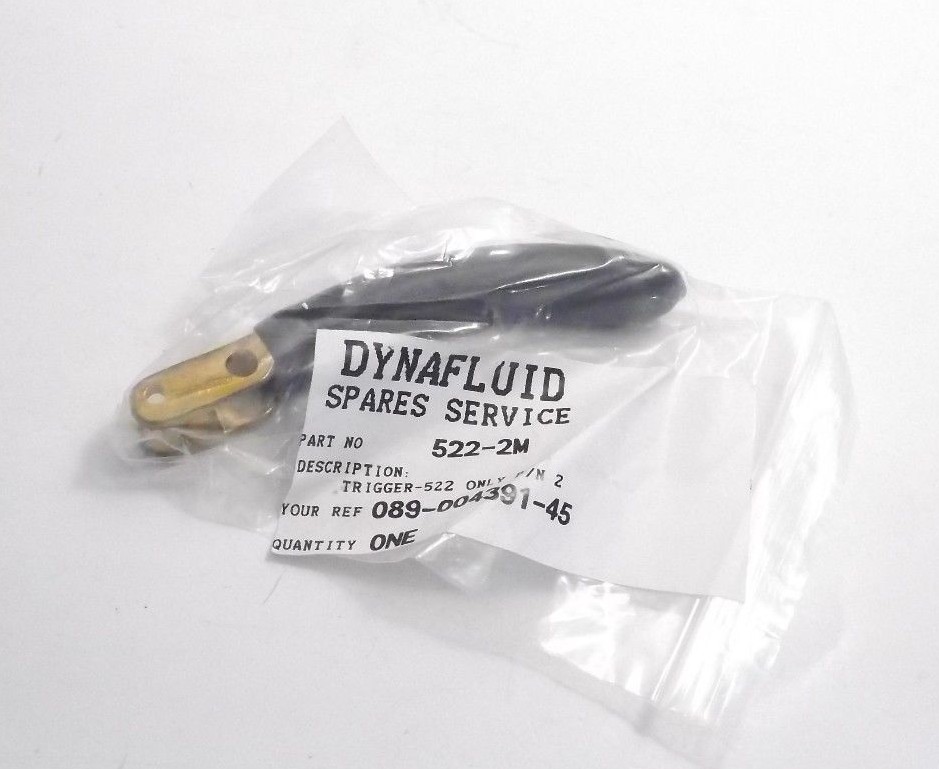 DYNAFLUID
SPARES SERVICE
PART NO 522-2M
DESCRIPTION:
TRIGGER-522 ONLY P/N 2
YOUR REF 089-004391-45
QUANTITY ONE